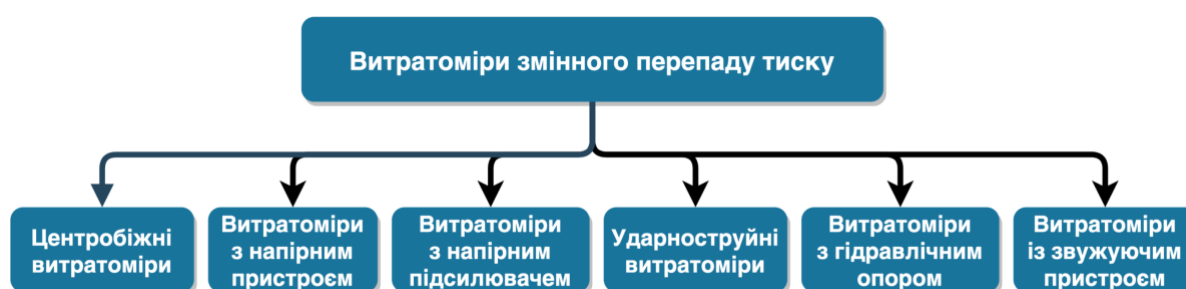 Витратоміри змінного перепаду тиску
Центробіжні
витратоміри
Витратоміри
з напірним
пристроєм
Витратоміри
з напірним
підсилювачем
Ударноструйні
витратоміри
Витратоміри
з гідравлічним
опором
Витратоміри
із звужуючим
пристроєм